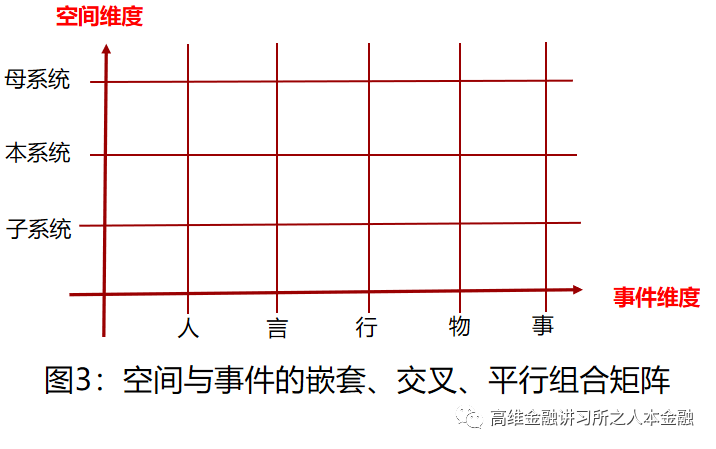 空间维度
母系统
本系统
子系统
事件维度
人 言 行 物 事
图3：空间与事件的嵌套、交叉、平行组合矩阵
高维金融讲习所之人本金融